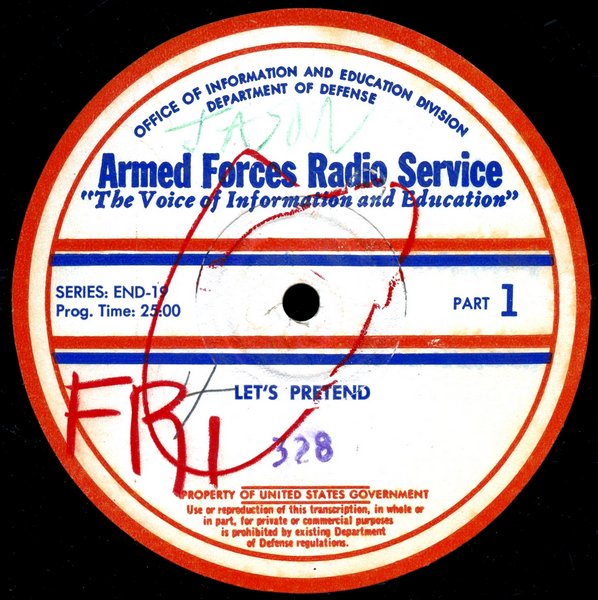 OFFICE OF INFORMATION AND EDUCATION DIVISION
DEPARTMENT OF DEFENSE
JASON
Armed Forces Radio Service
"The Voice of Information and Education"
SERIES: END-19
Prog. Time: 25:00
PART 1
LET'S PRETEND
FRI
328
PROPERTY OF UNITED STATES GOVERNMENT
Use or reproduction of this transcription, in whole or
in part, for private or commercial purposes
is prohibited by existing Department
of Defense regulations.